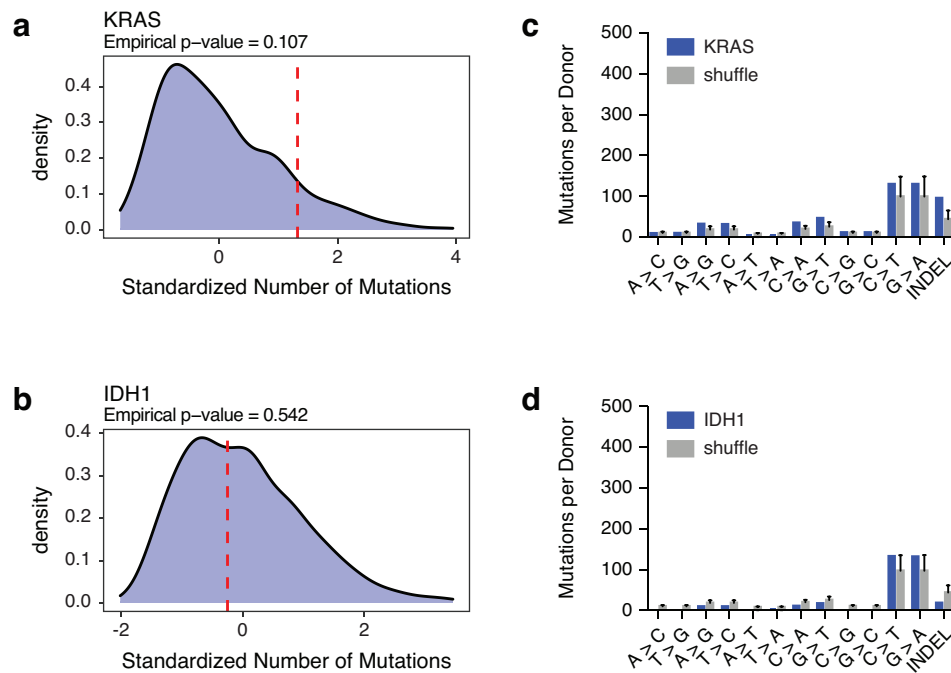 a
KRAS
Empirical p−value = 0.107
density
0.4
0.3
0.2
0.1
0.0
0
2
4
Standardized Number of Mutations
c
Mutations per Donor
500
400
300
200
100
0
KRAS
shuffle
A > C
T > G
A > G
T > C
A > T
T > A
C > A
G > T
C > G
G > C
C > T
G > A
INDEL
b
IDH1
Empirical p−value = 0.542
density
0.4
0.3
0.2
0.1
0.0
-2
0
2
Standardized Number of Mutations
d
Mutations per Donor
500
400
300
200
100
0
IDH1
shuffle
A > C
T > G
A > G
T > C
A > T
T > A
C > A
G > T
C > G
G > C
C > T
G > A
INDEL